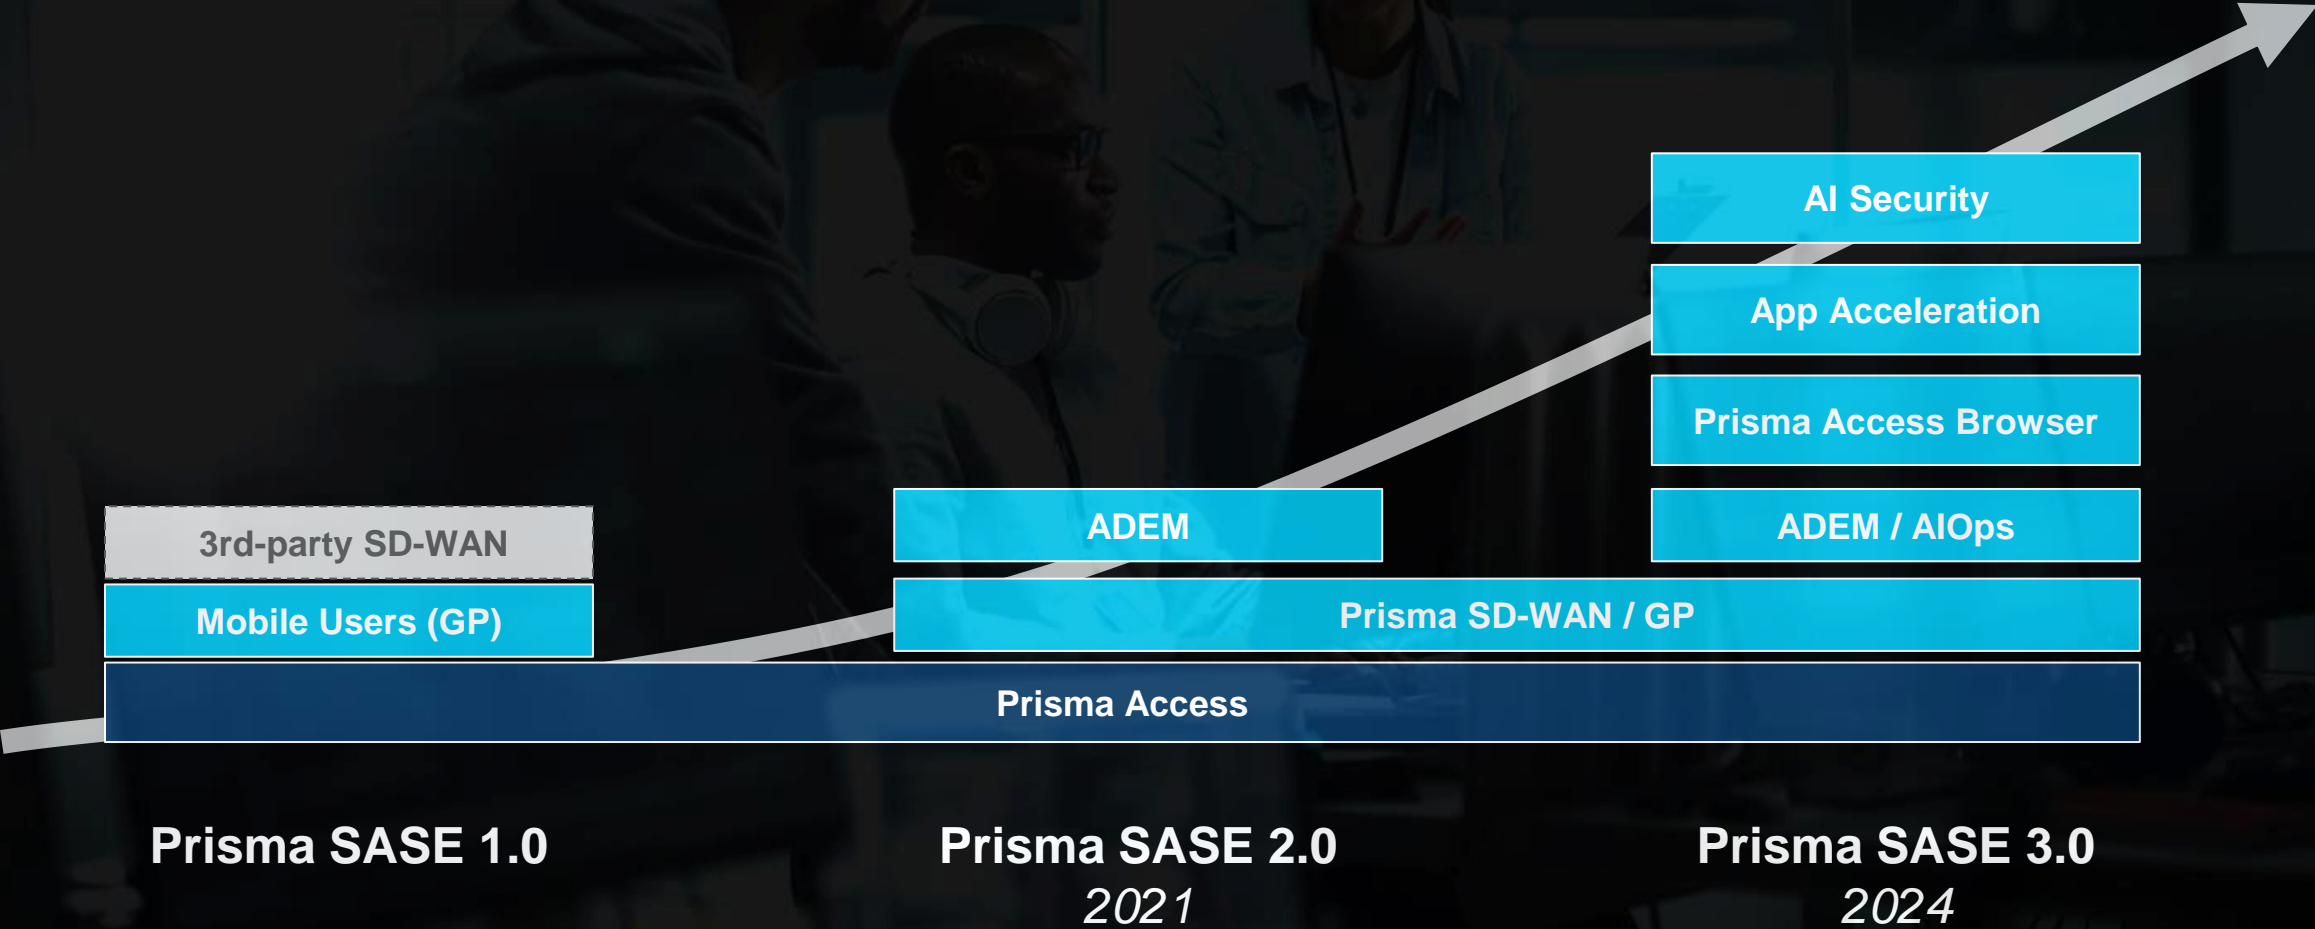 AI Security
App Acceleration
Prisma Access Browser
3rd-party SD-WAN
ADEM
ADEM / AIOps
Mobile Users (GP)
Prisma SD-WAN / GP
Prisma Access
Prisma SASE 1.0
Prisma SASE 2.0
2021
Prisma SASE 3.0
2024